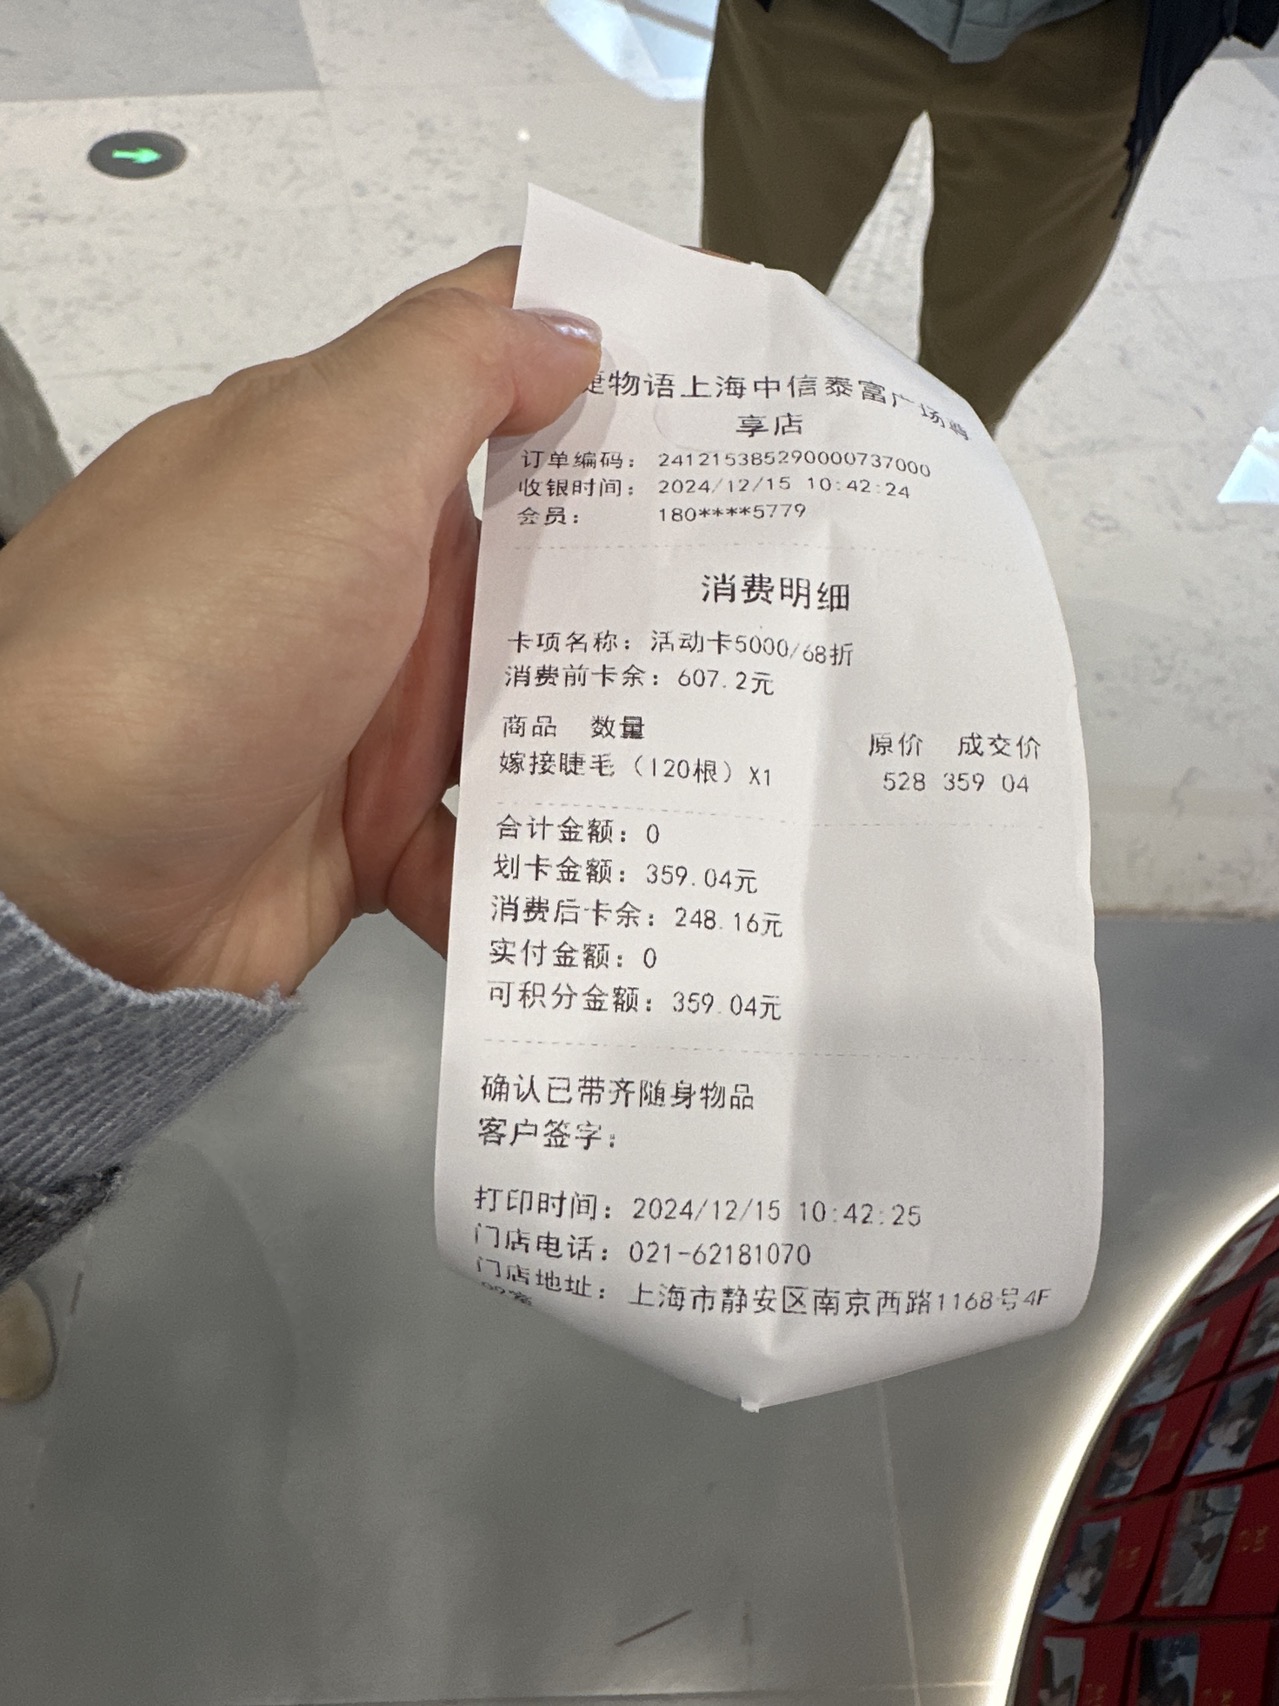 物语上海中信泰富广场尊
享店
订单编码： 241215385290000737000
收银时间： 2024/12/15 10:42:24
会员： 180****5779
消费明细
卡项名称：活动卡5000/68折
消费前卡余：607.2元
商品 数量 原价 成交价
嫁接睫毛（120根）X1 528 359.04
合计金额：0
划卡金额：359.04元
消费后卡余：248.16元
实付金额：0
可积分金额：359.04元
确认已带齐随身物品
客户签字：
打印时间：2024/12/15 10:42:25
门店电话：021-62181070
门店地址：上海市静安区南京西路1168号4F